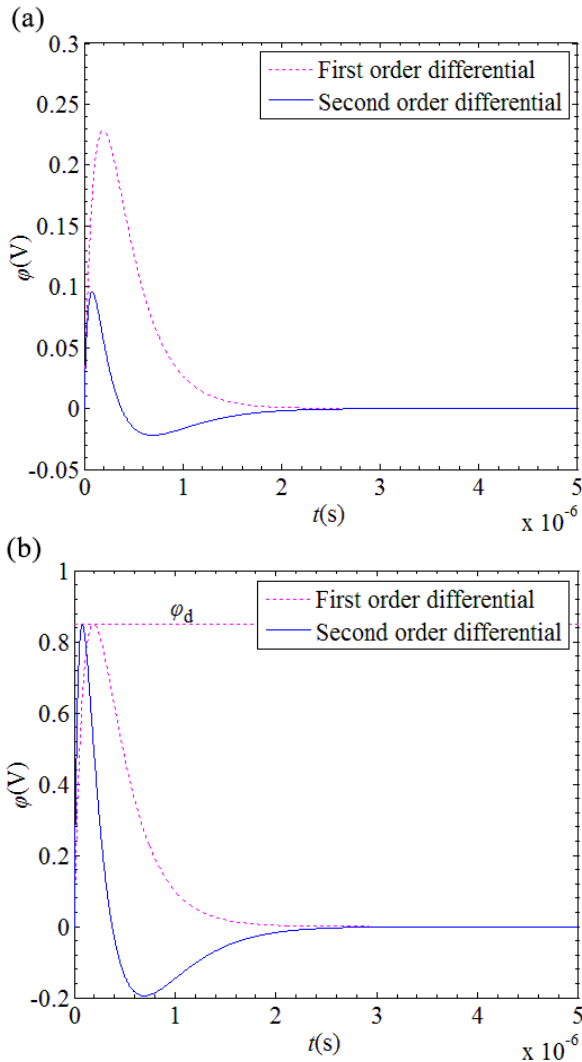 (a)
0.3
0.25
0.2
0.15
0.1
0.05
0
-0.05
φ(V)
First order differential
Second order differential
0 1 2 3 4 5
t(s)
x 10-6
(b)
1
0.8
0.6
0.4
0.2
0
-0.2
φ(V)
φd
First order differential
Second order differential
0 1 2 3 4 5
t(s)
x 10-6